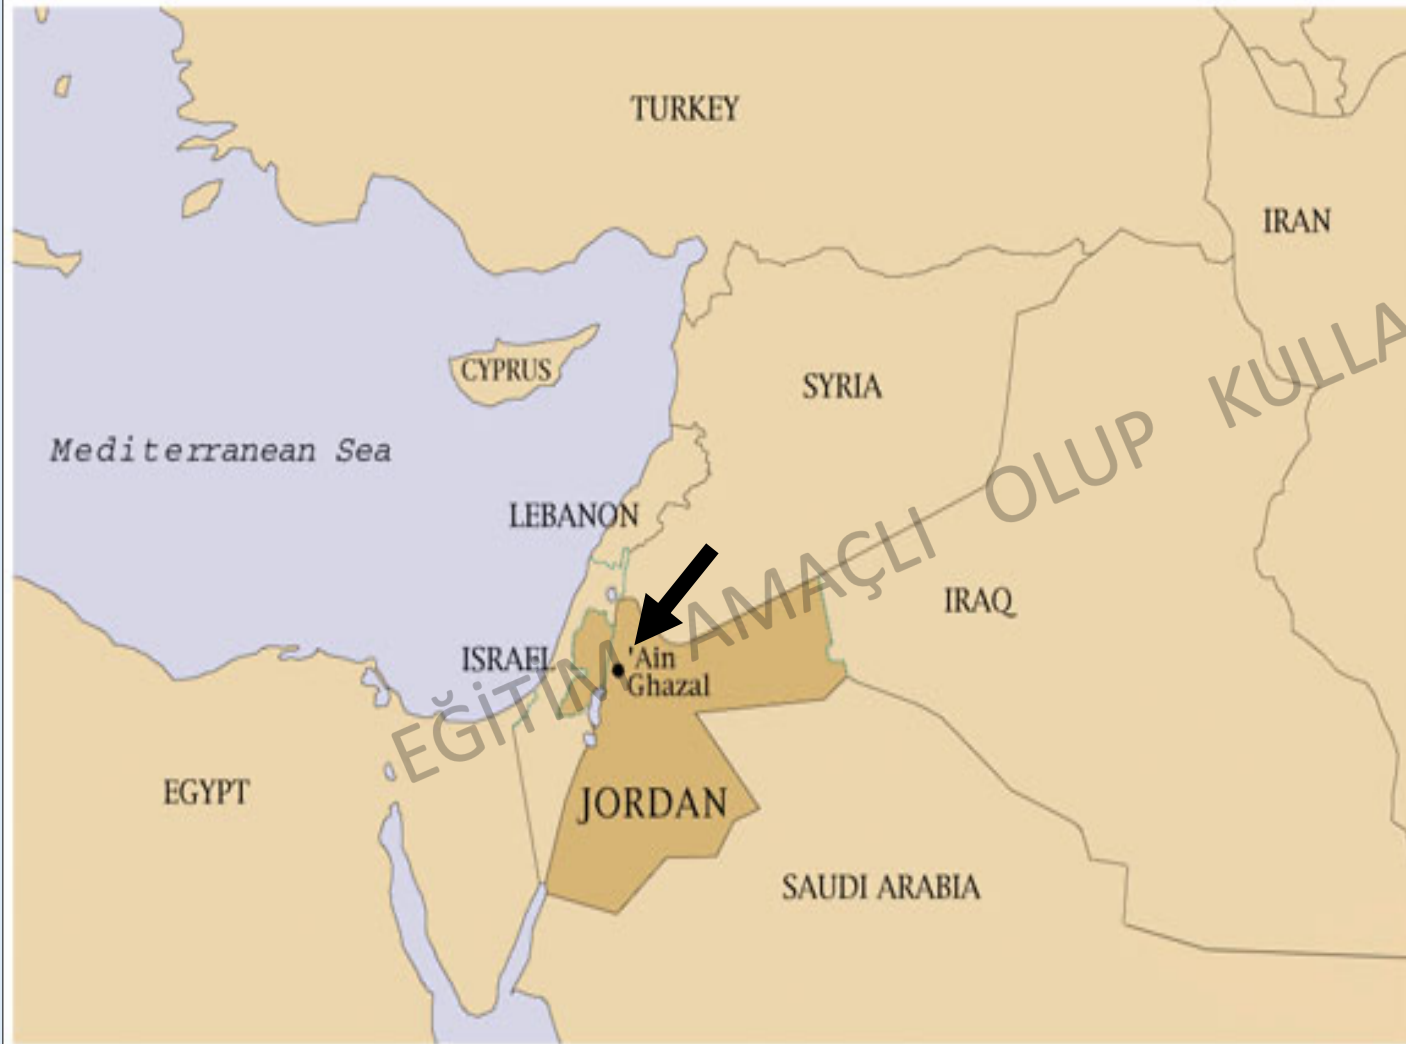 TURKEY
IRAN
CYPRUS
SYRIA
Mediterranean Sea
LEBANON
IRAQ
ISRAEL
'Ain
Ghazal
EGYPT
JORDAN
SAUDI ARABIA
EĞİTİM AMAÇLI OLUP KULLA